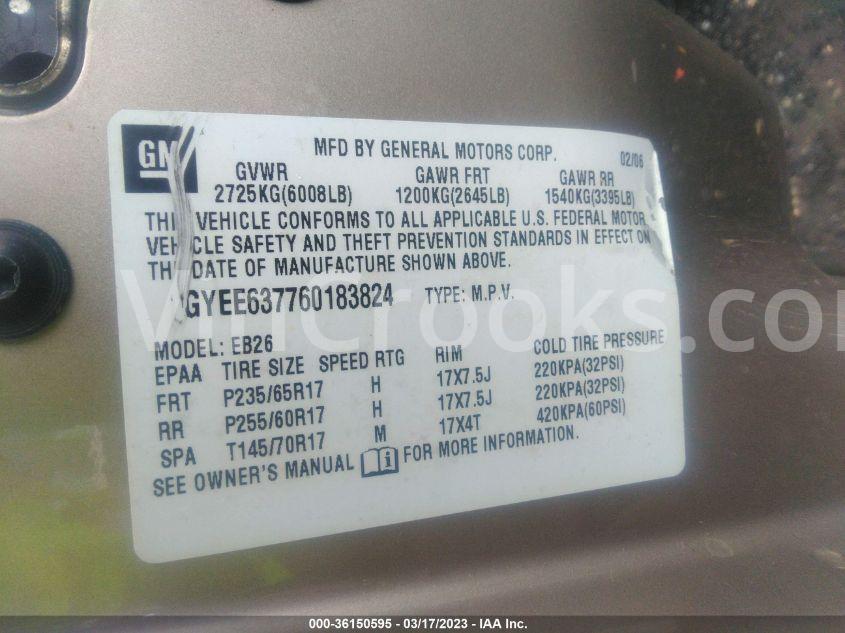 GM
MFD BY GENERAL MOTORS CORP.
02/06
GVWR GAWR FRT GAWR RR
2725KG(6008LB) 1200KG(2645LB) 1540KG(3395LB)
THIS VEHICLE CONFORMS TO ALL APPLICABLE U.S. FEDERAL MOTOR
VEHICLE SAFETY AND THEFT PREVENTION STANDARDS IN EFFECT ON
THE DATE OF MANUFACTURE SHOWN ABOVE.
GYEE637760183824 TYPE: M.P.V.
MODEL: EB26
EPAA TIRE SIZE SPEED RTG RIM COLD TIRE PRESSURE
FRT P235/65R17 H 17X7.5J 220KPA(32PSI)
RR P255/60R17 H 17X7.5J 220KPA(32PSI)
SPA T145/70R17 M 17X4T 420KPA(60PSI)
SEE OWNER'S MANUAL i FOR MORE INFORMATION.
VinCrooks.com
000-36150595 - 03/17/2023 - IAA Inc.